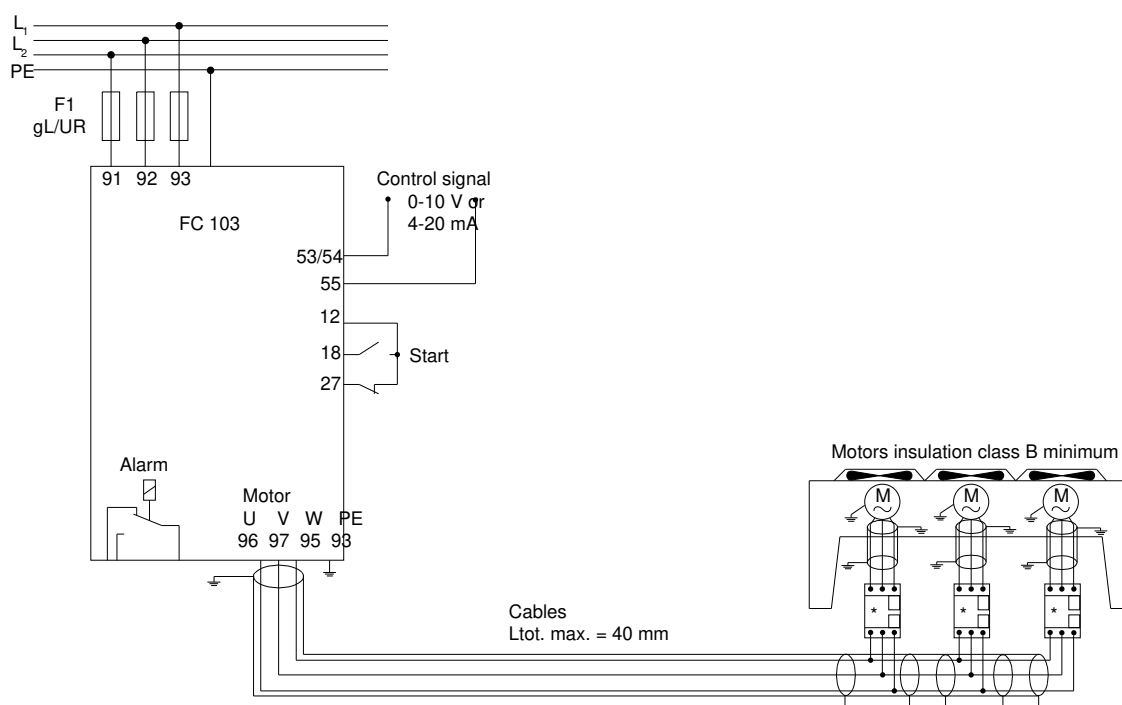 L1
L2
PE
F1
gL/UR
91 92 93
FC 103
Control signal
0-10 V or
4-20 mA
53/54
55
12
18
Start
27
Alarm
Motor
U V W PE
96 97 95 93
Motors insulation class B minimum
M M M
* * *
Cables
Ltot. max. = 40 mm